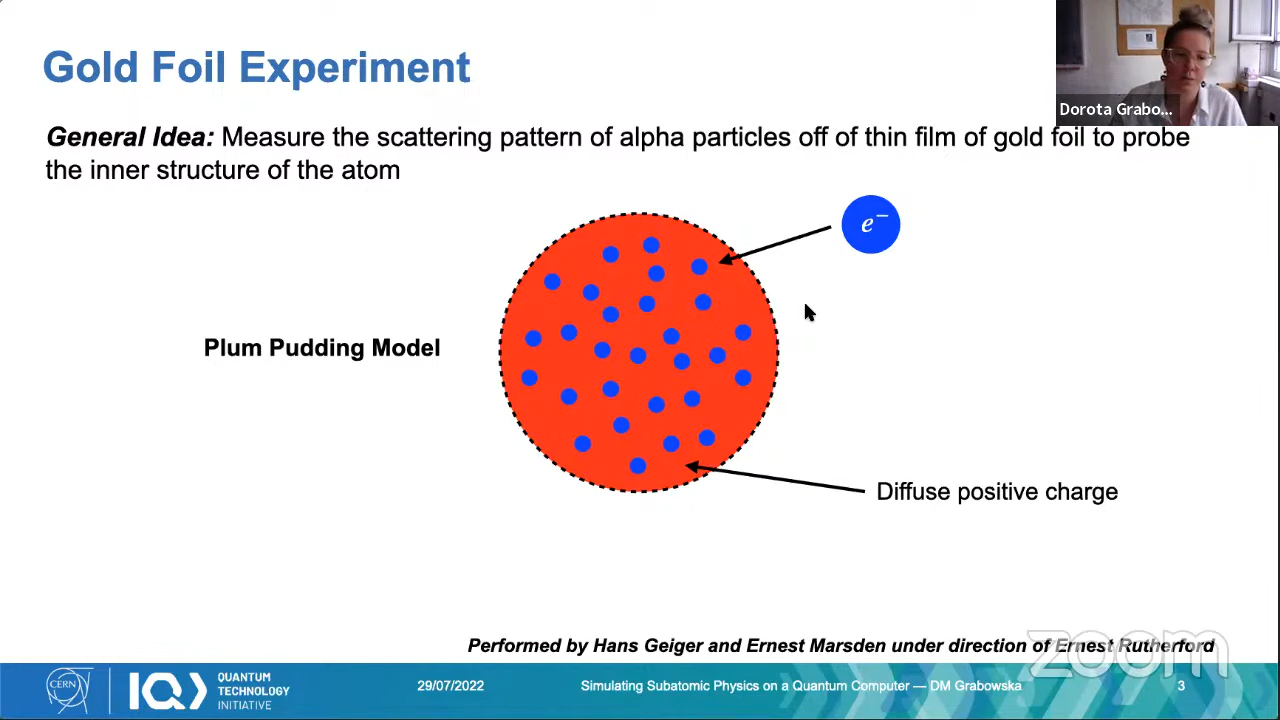 Gold Foil Experiment
Dorota Grabo...
General Idea: Measure the scattering pattern of alpha particles off of thin film of gold foil to probe
the inner structure of the atom
e⁻
Plum Pudding Model
Diffuse positive charge
Performed by Hans Geiger and Ernest Marsden under direction of Ernest Rutherford
zoom
CERN
QUANTUM
TECHNOLOGY
INITIATIVE
29/07/2022
Simulating Subatomic Physics on a Quantum Computer — DM Grabowska
3